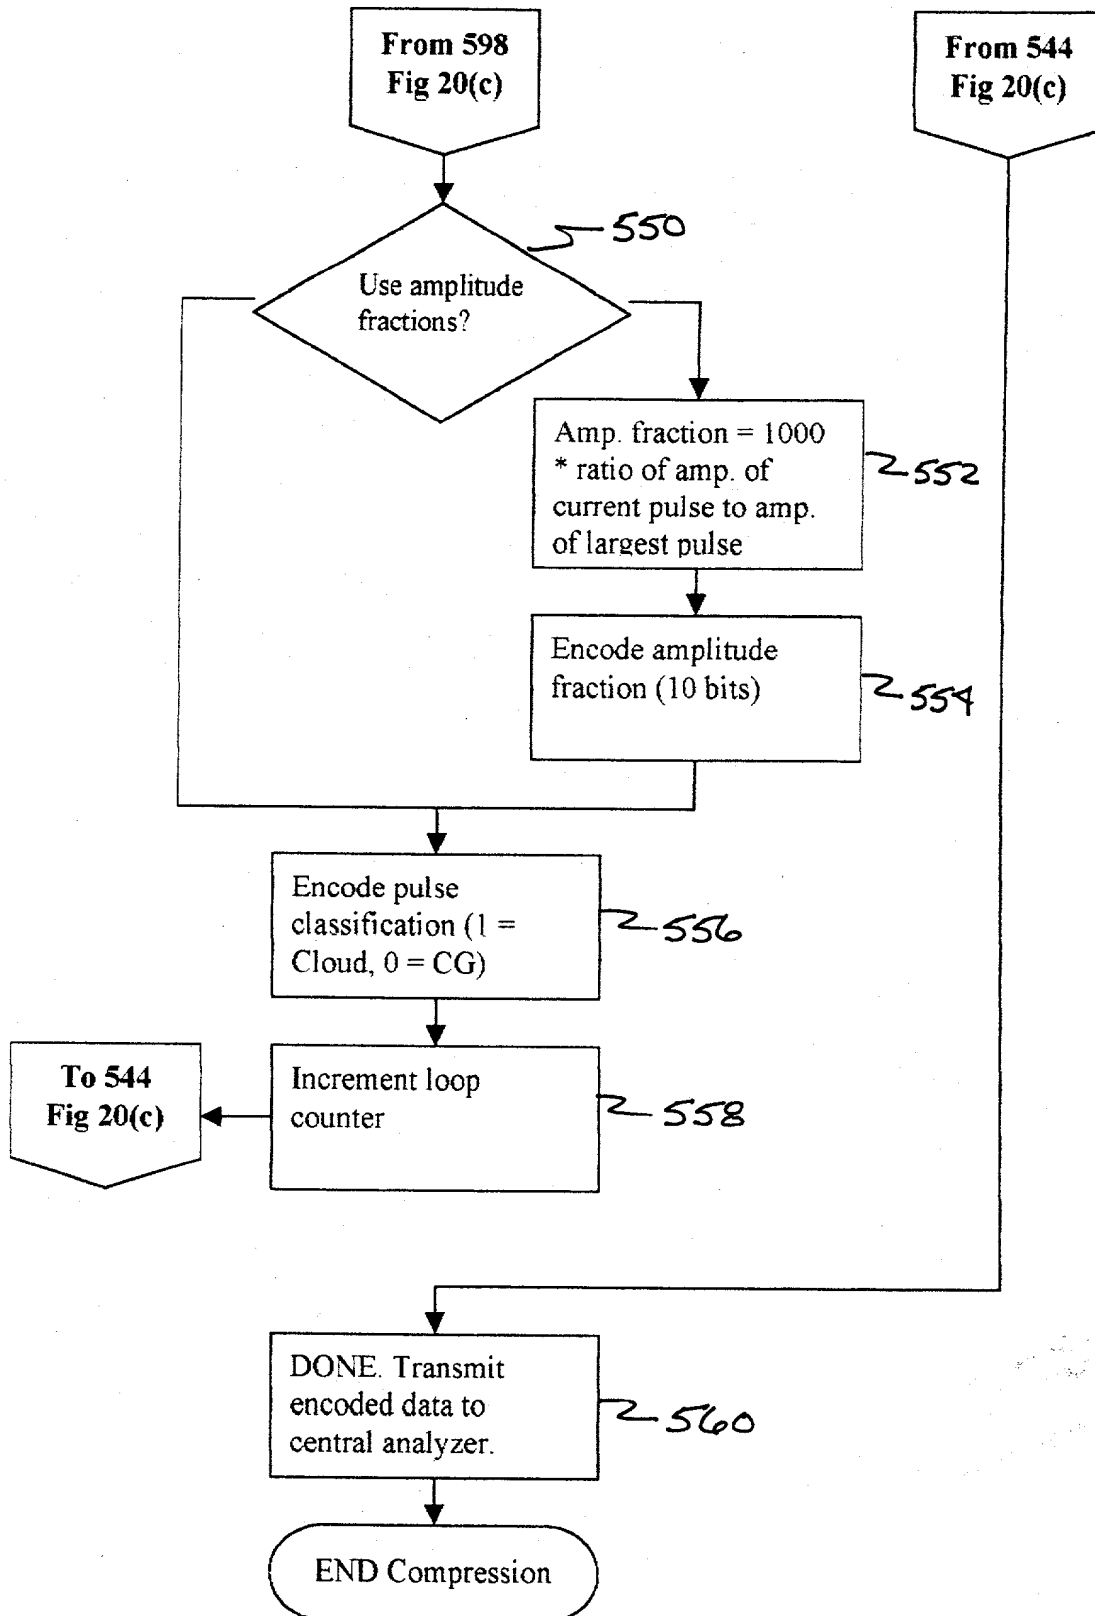 From 598
Fig 20(c)
From 544
Fig 20(c)
550
Use amplitude
fractions?
Amp. fraction = 1000
* ratio of amp. of
current pulse to amp.
of largest pulse
552
Encode amplitude
fraction (10 bits)
554
Encode pulse
classification (1 =
Cloud, 0 = CG)
556
To 544
Fig 20(c)
Increment loop
counter
558
DONE. Transmit
encoded data to
central analyzer.
560
END Compression